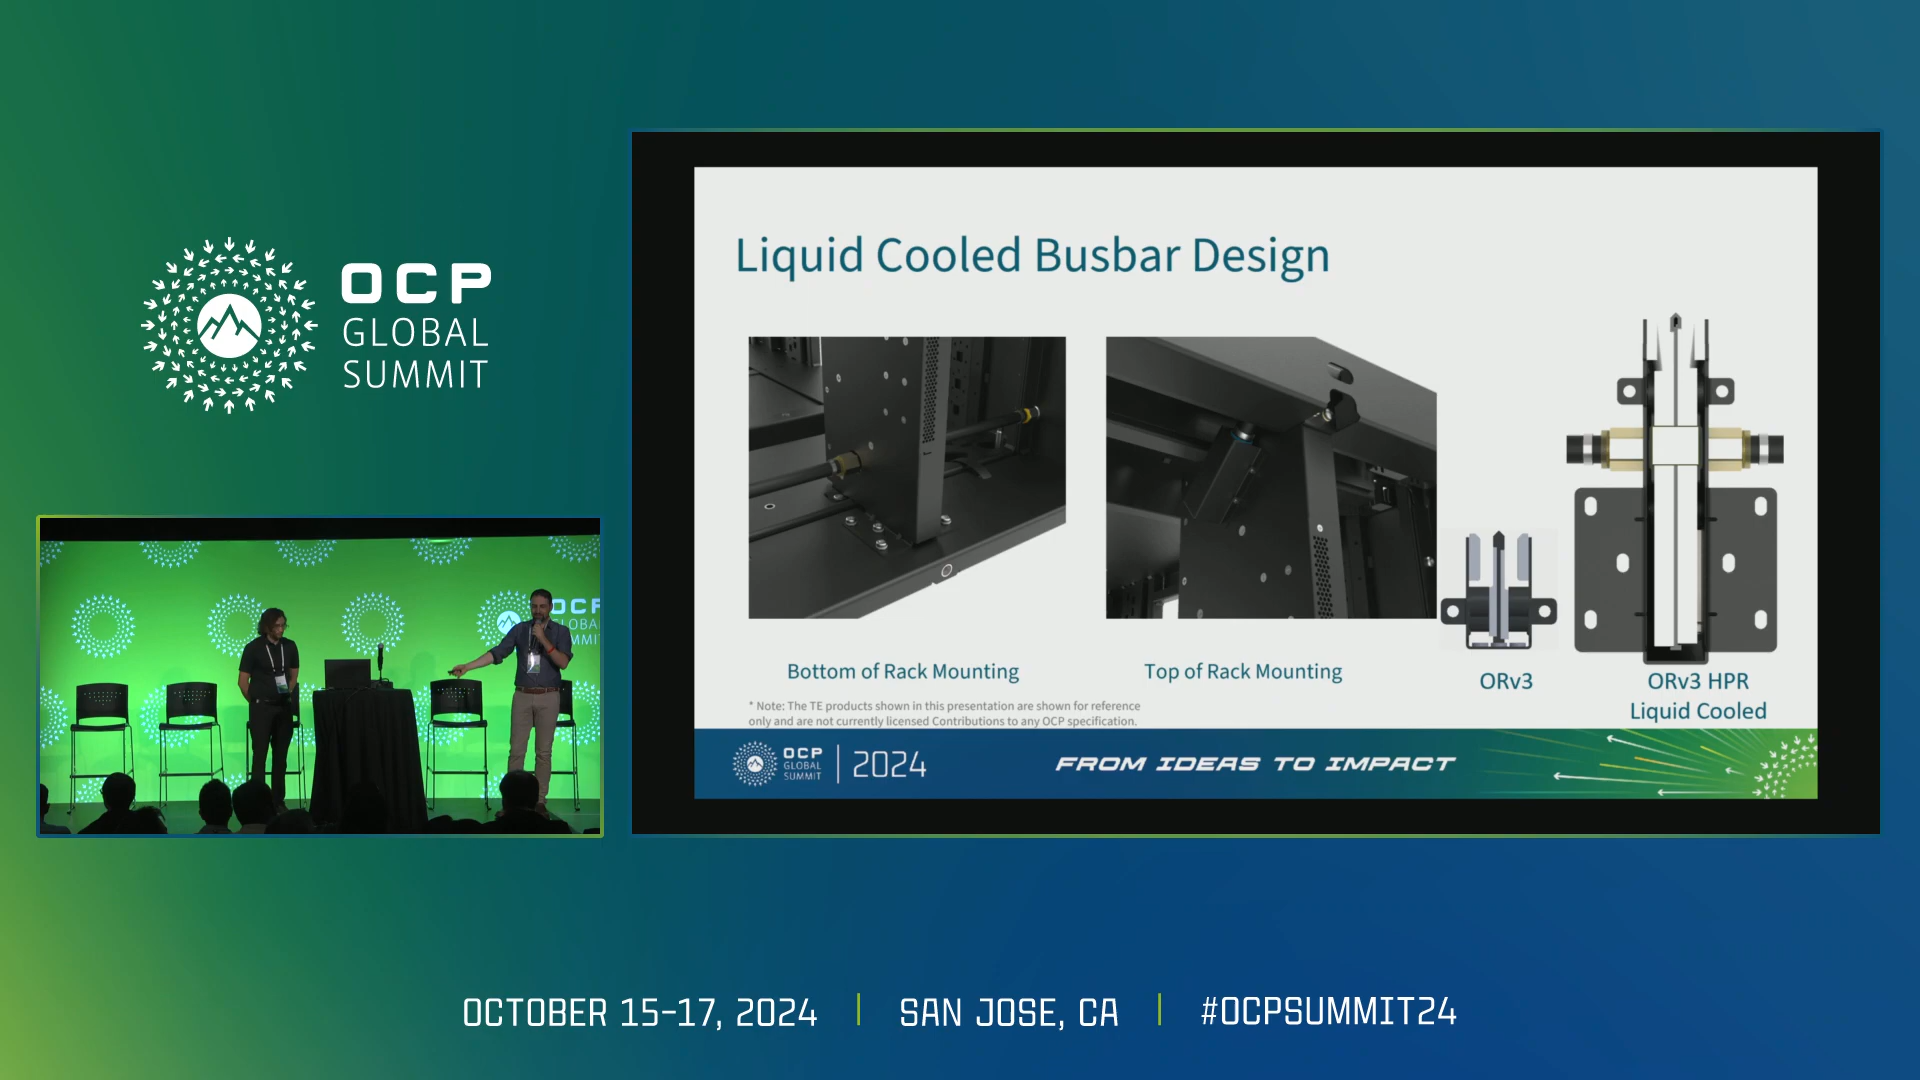 OCP
GLOBAL
SUMMIT
Liquid Cooled Busbar Design
Bottom of Rack Mounting
Top of Rack Mounting
ORv3
ORv3 HPR
Liquid Cooled
* Note: The TE products shown in this presentation are shown for reference
only and are not currently licensed Contributions to any OCP specification.
OCP
GLOBAL
SUMMIT
2024
FROM IDEAS TO IMPACT
OCTOBER 15-17, 2024
SAN JOSE, CA
#OCPSUMMIT24